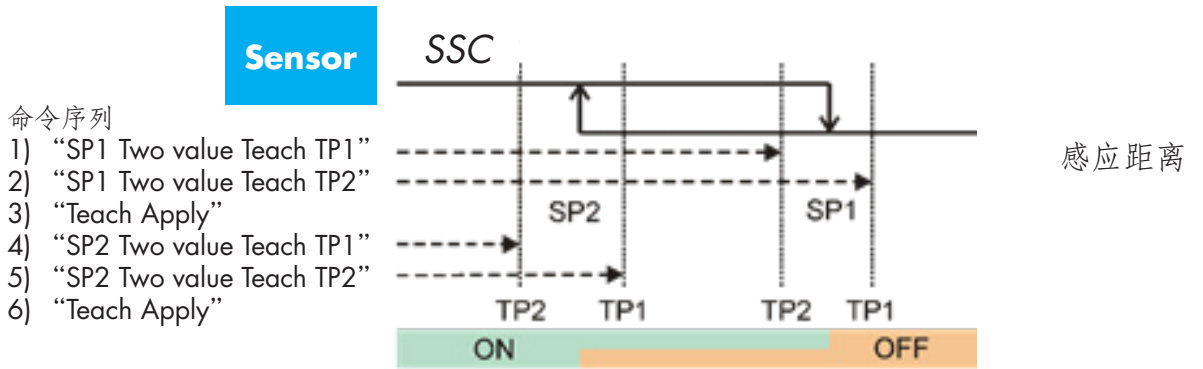 Sensor
SSC
命令序列
1) “SP1 Two value Teach TP1”
2) “SP1 Two value Teach TP2”
3) “Teach Apply”
4) “SP2 Two value Teach TP1”
5) “SP2 Two value Teach TP2”
6) “Teach Apply”
感应距离
SP2 SP1
TP2 TP1 TP2 TP1
ON OFF